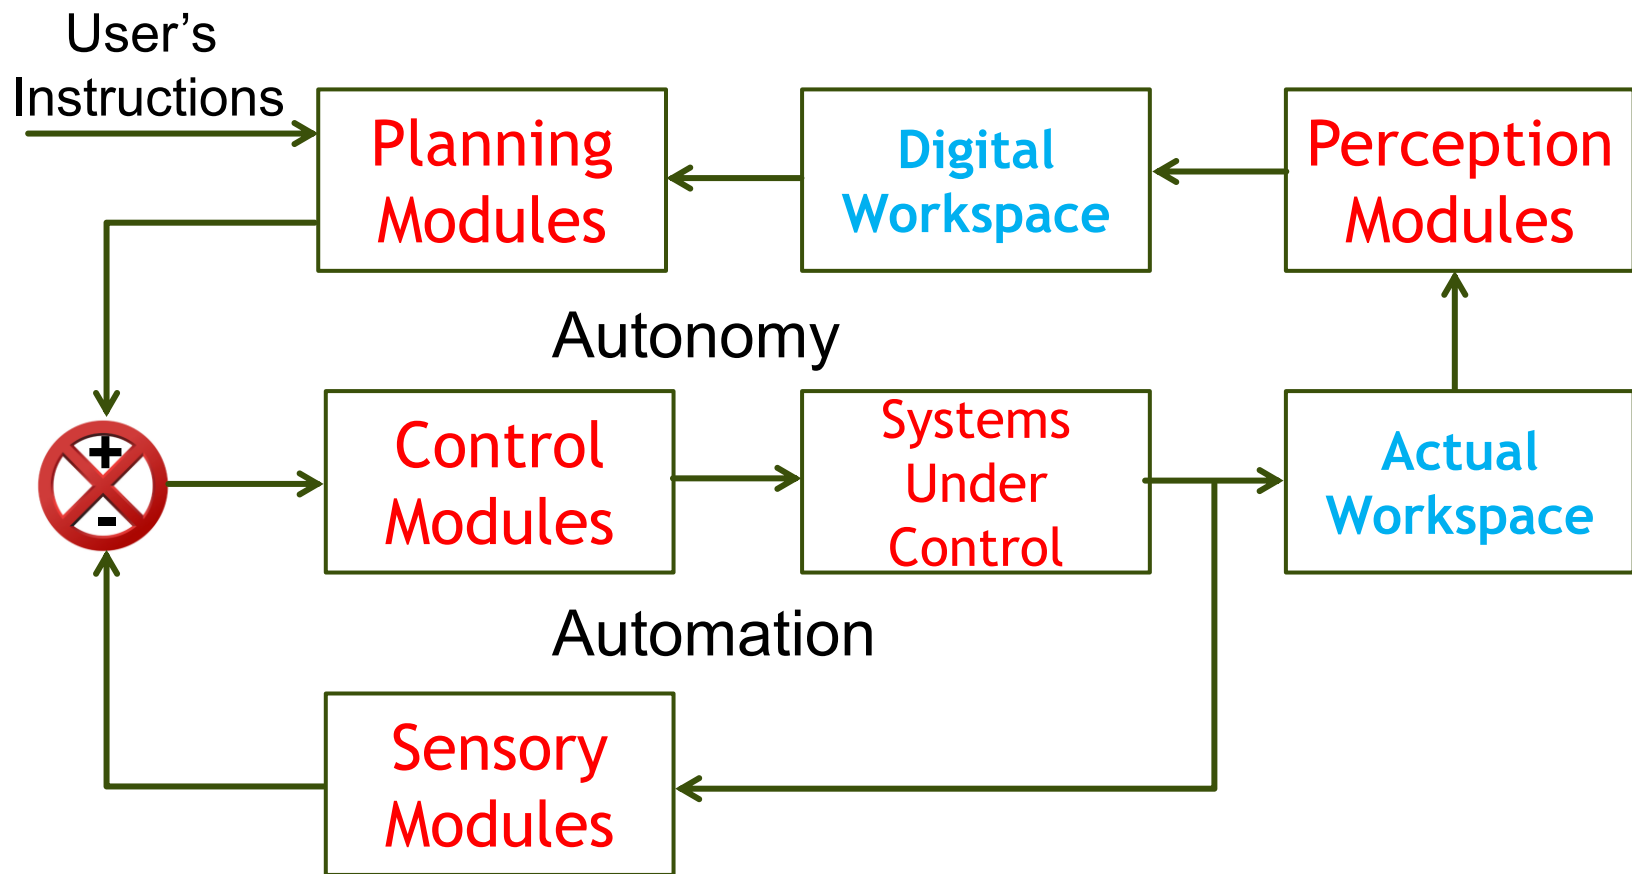 User’s
Instructions
Planning
Modules
Digital
Workspace
Perception
Modules
Autonomy
+
-
Control
Modules
Systems
Under
Control
Actual
Workspace
Automation
Sensory
Modules